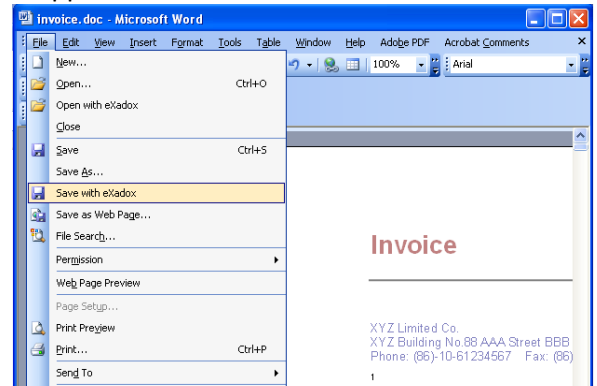 invoice.doc - Microsoft Word
File Edit View Insert Format Tools Table Window Help Adobe PDF Acrobat Comments
New...
100% Arial
Open... Ctrl+O
Open with eXadox
Close
Save Ctrl+S
Save As...
Save with eXadox
Save as Web Page...
File Search...
Permission
Web Page Preview
Page Setup...
Print Preview
Print... Ctrl+P
Send To
Invoice
XYZ Limited Co.
XYZ Building No.88 AAA Street BBB
Phone: (86)-10-61234567 Fax: (86)
1